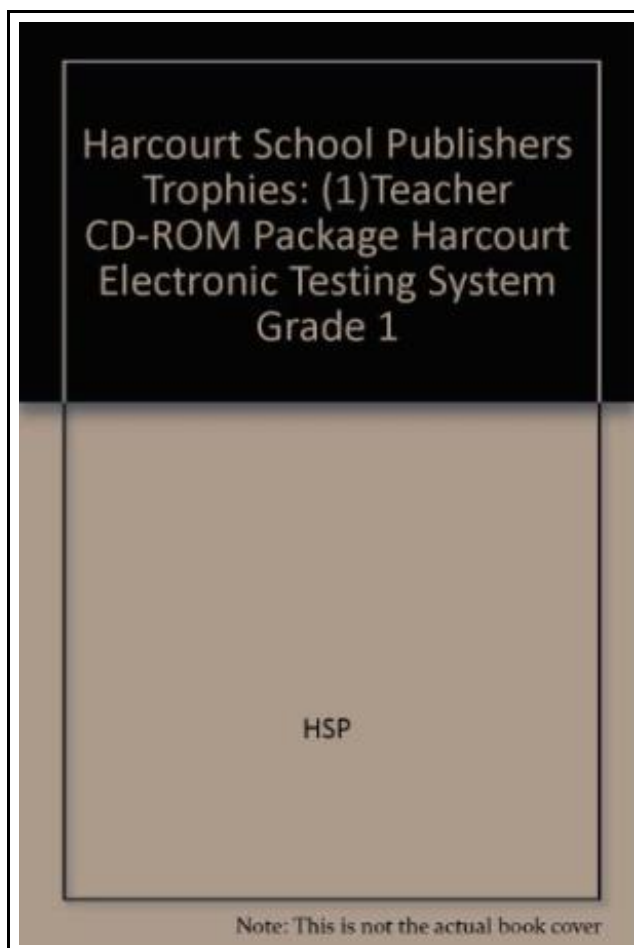 Harcourt School Publishers
Trophies: (1)Teacher
CD-ROM Package Harcourt
Electronic Testing System
Grade 1
HSP
Note: This is not the actual book cover